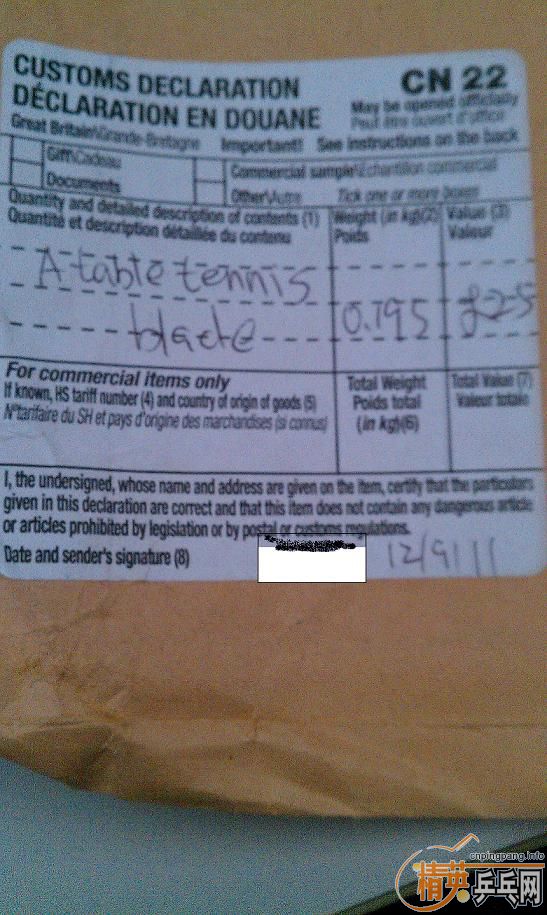 CUSTOMS DECLARATION
DÉCLARATION EN DOUANE
CN 22
May be opened officially
Peut être ouvert d'office
Great Britain\Grande-Bretagne
Important! See instructions on the back
Gift\Cadeau
Documents
Commercial sample\Échantillon commercial
Other\Autre
Tick one or more boxes
Quantity and detailed description of contents (1)
Quantité et description détaillée du contenu
Weight (in kg)(2)
Poids
Value (3)
Valeur
A table tennis
blade
0.195
£25
For commercial items only
If known, HS tariff number (4) and country of origin of goods (5)
N°tarifaire du SH et pays d'origine des marchandises (si connus)
Total Weight
Poids total
(in kg)(6)
Total Value (7)
Valeur totale
I, the undersigned, whose name and address are given on the item, certify that the particulars
given in this declaration are correct and that this item does not contain any dangerous article
or articles prohibited by legislation or by postal or customs regulations.
Date and sender's signature (8)
12/9/11
cnpingpang.info
精英乒乓网